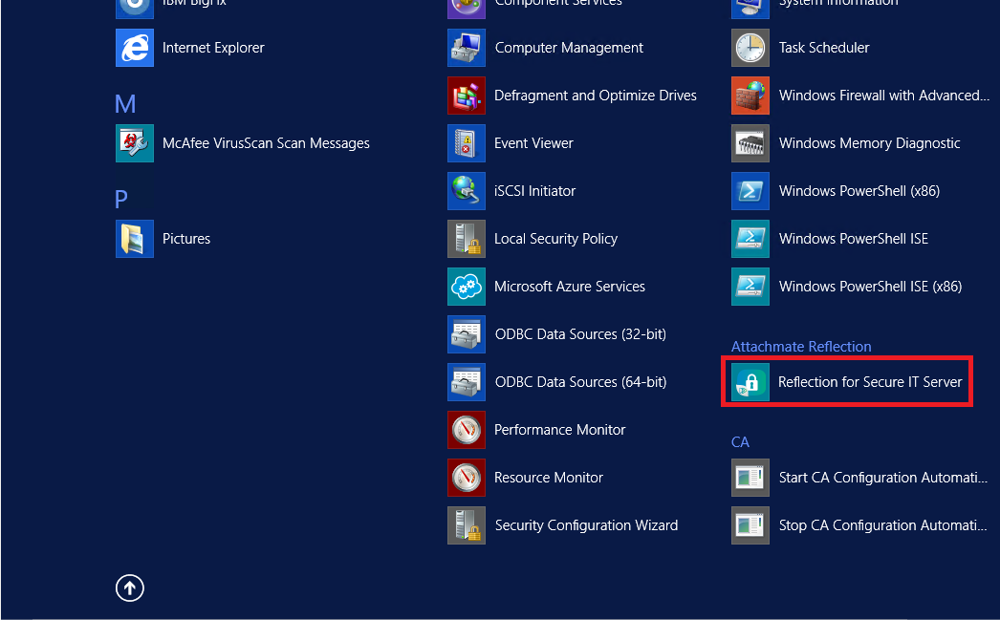 IBM BigFix
Internet Explorer
M
McAfee VirusScan Scan Messages
P
Pictures
Component Services
Computer Management
Defragment and Optimize Drives
Event Viewer
iSCSI Initiator
Local Security Policy
Microsoft Azure Services
ODBC Data Sources (32-bit)
ODBC Data Sources (64-bit)
Performance Monitor
Resource Monitor
Security Configuration Wizard
System Information
Task Scheduler
Windows Firewall with Advanced...
Windows Memory Diagnostic
Windows PowerShell (x86)
Windows PowerShell ISE
Windows PowerShell ISE (x86)
Attachmate Reflection
Reflection for Secure IT Server
CA
Start CA Configuration Automati...
Stop CA Configuration Automati...